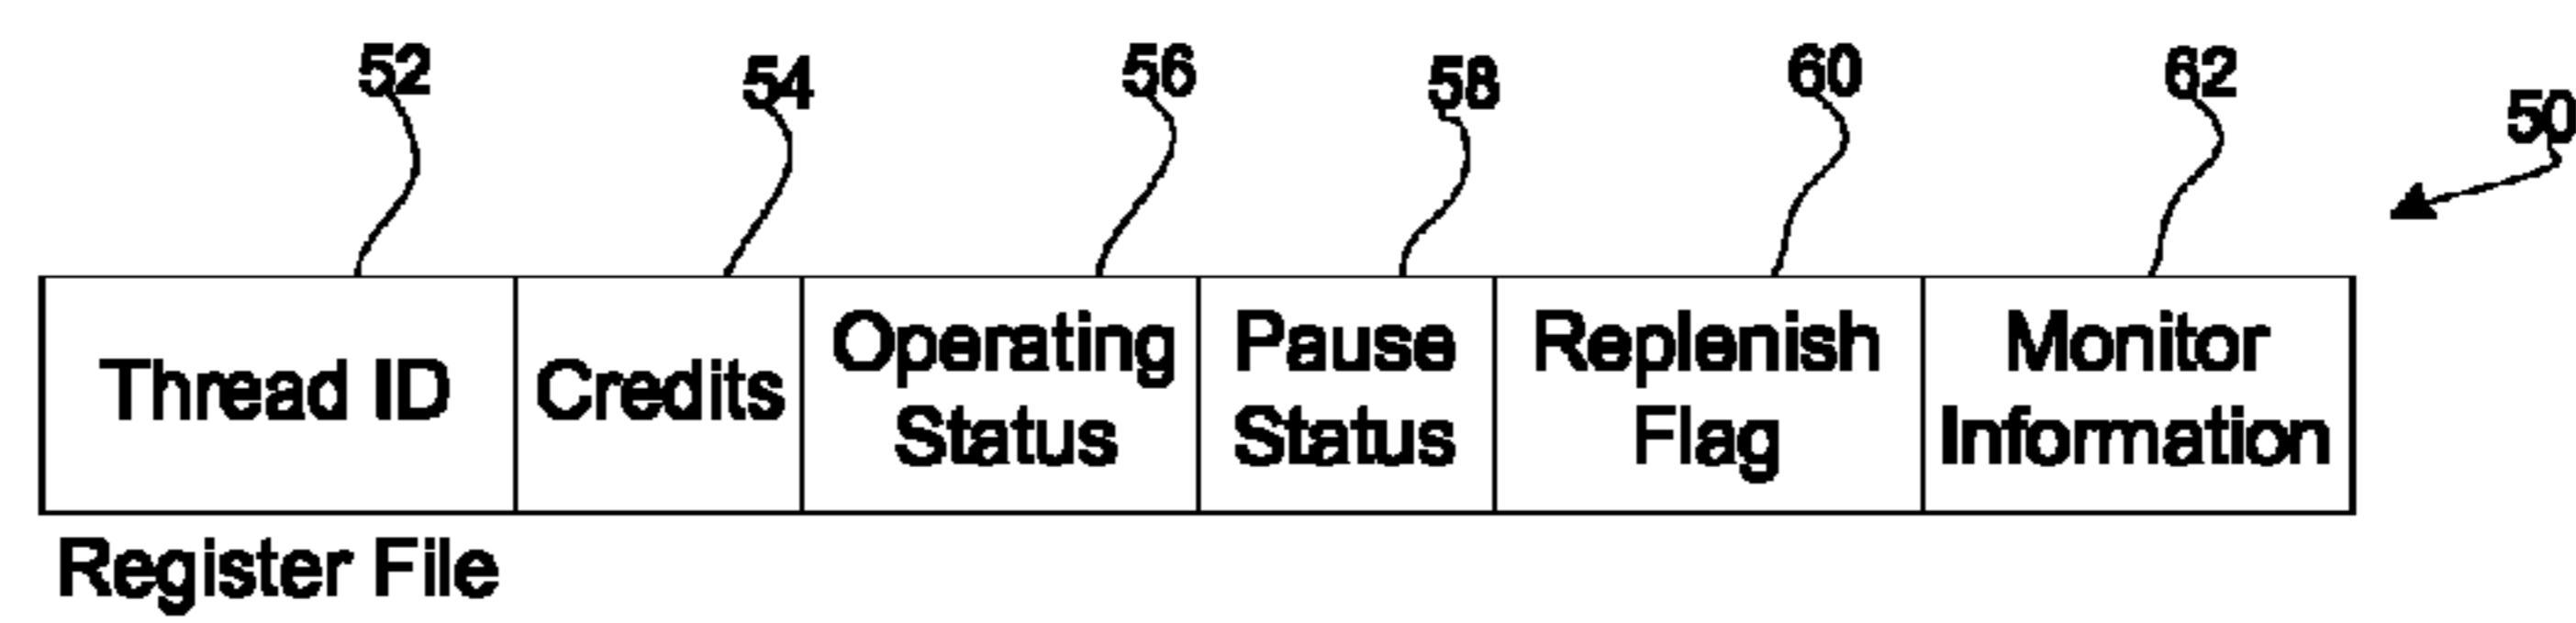 52 54 56 58 60 62 50
Thread ID Credits Operating Status Pause Status Replenish Flag Monitor Information
Register File